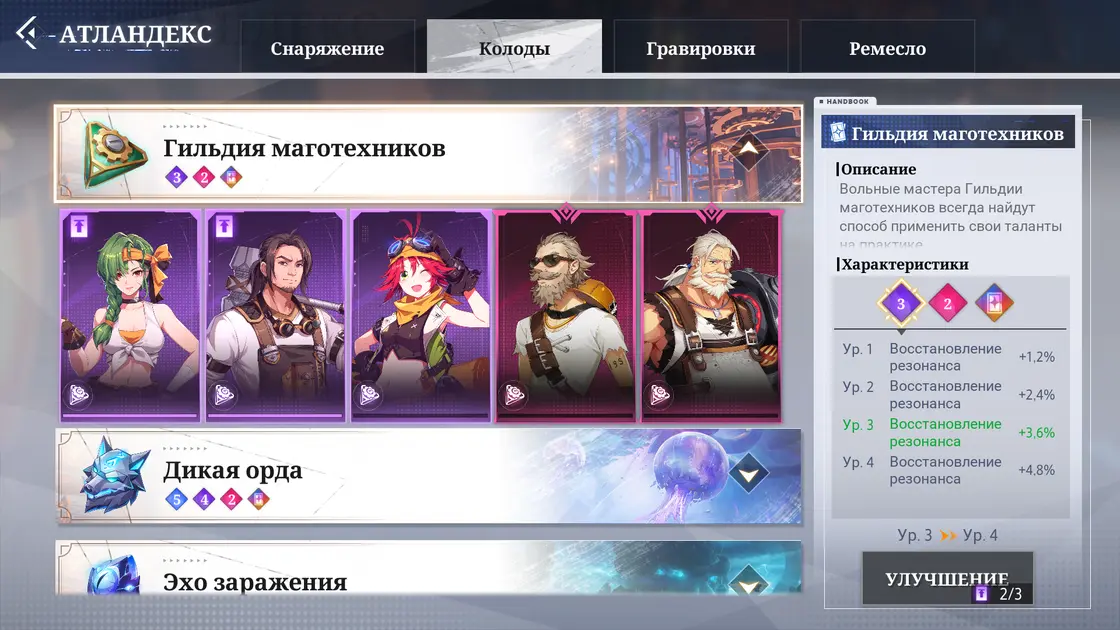 АТЛАНДЕКС
Снаряжение
Колоды
Гравировки
Ремесло
Гильдия маготехников
3 2
Дикая орда
5 4 2
Эхо заражения
HANDBOOK
Гильдия маготехников
Описание
Вольные мастера Гильдии
маготехников всегда найдут
способ применить свои таланты
на практике
Характеристики
3 2
Ур. 1 Восстановление резонанса +1,2%
Ур. 2 Восстановление резонанса +2,4%
Ур. 3 Восстановление резонанса +3,6%
Ур. 4 Восстановление резонанса +4,8%
Ур. 3 Ур. 4
УЛУЧШЕНИЕ
2/3